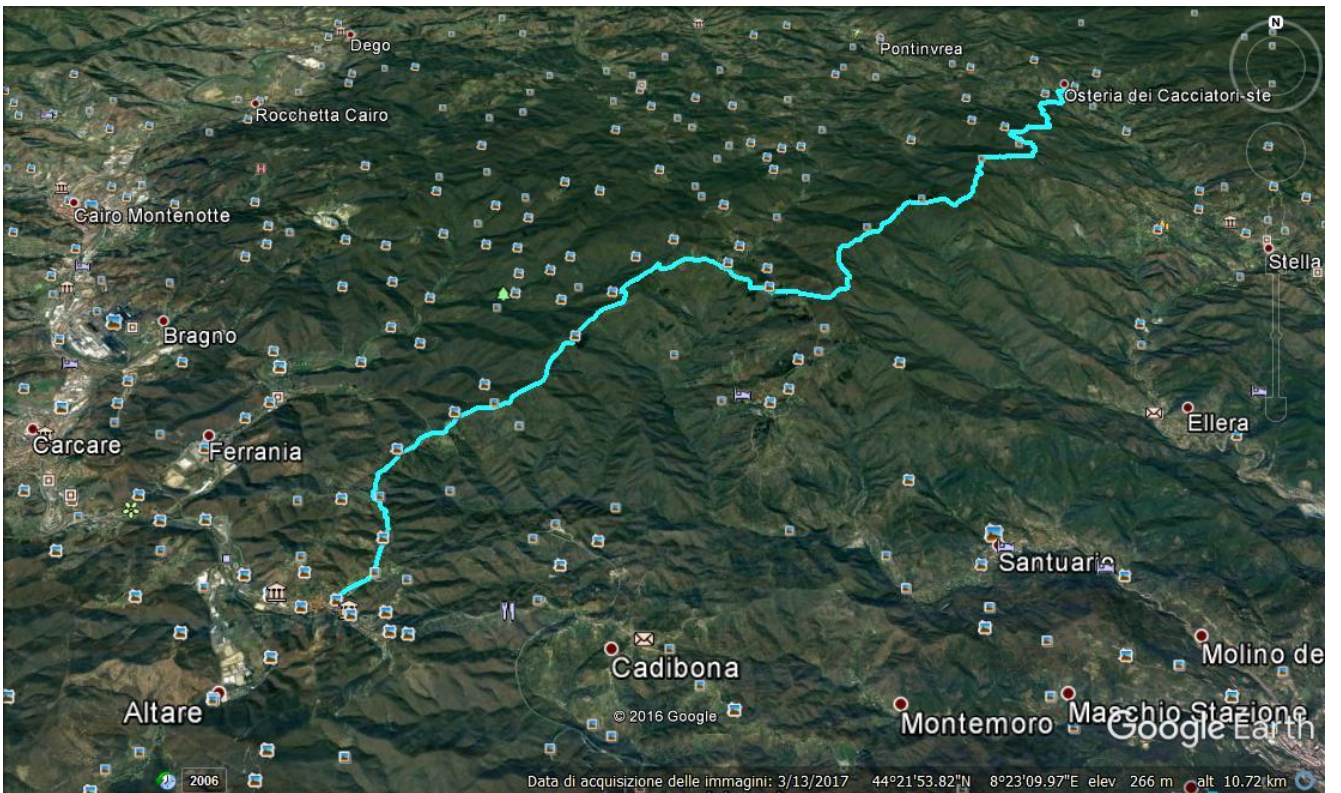 N
Dego
Pontinvrea
Osteria dei Cacciatori-ste
Rocchetta Cairo
H
Cairo Montenotte
Stella
Bragno
Ellera
Carcare
Ferrania
Santuario
Molino de
Cadibona
Altare
Montemoro
Maschio Stazione
© 2016 Google
Google Earth
2006
Data di acquisizione delle immagini: 3/13/2017 44°21'53.82"N 8°23'09.97"E elev 266 m alt 10.72 km